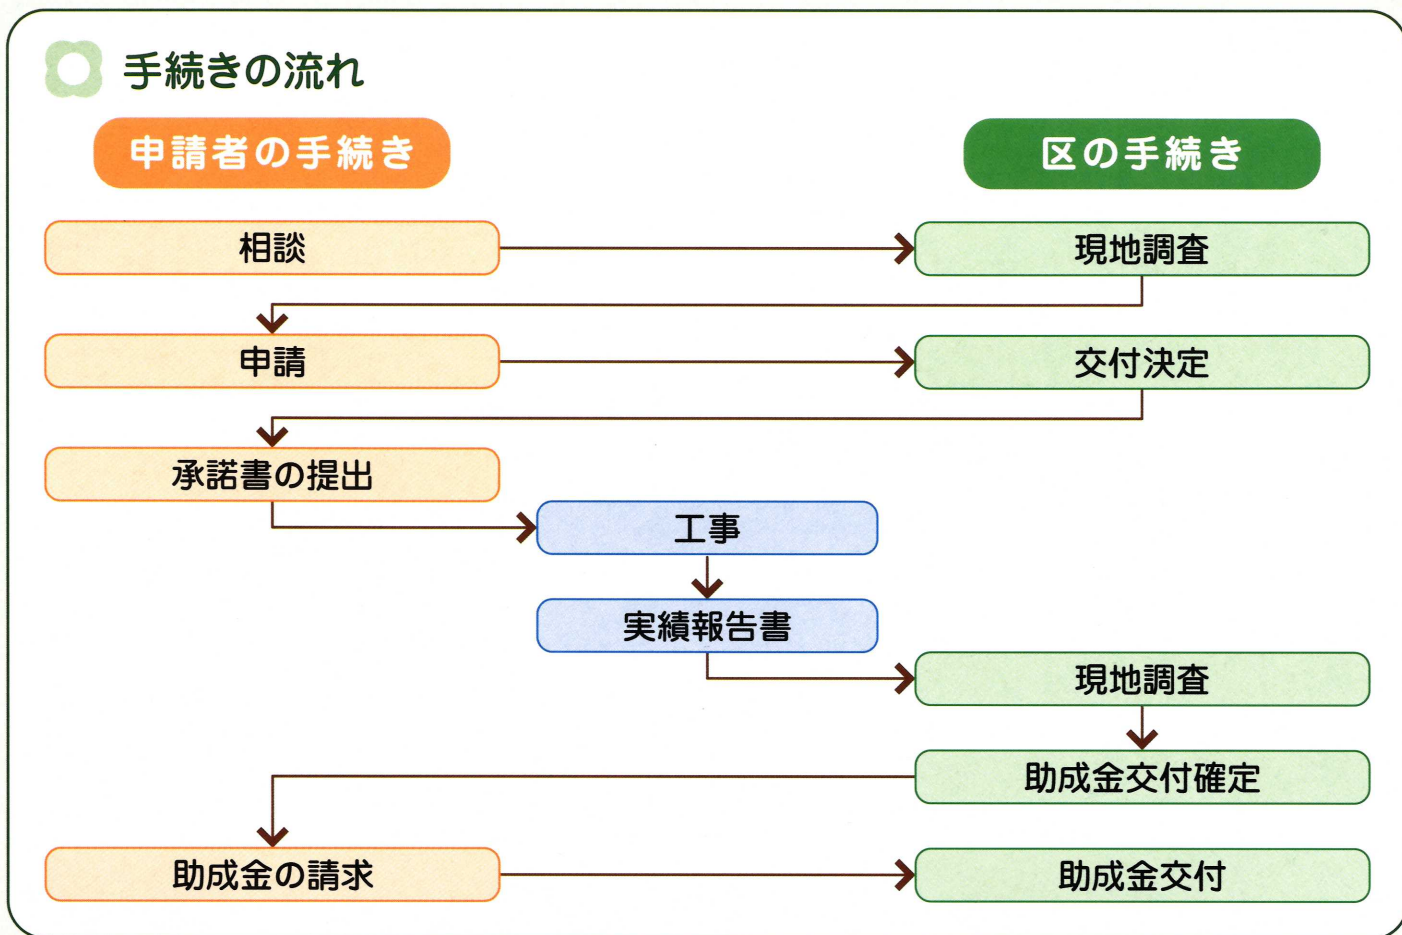 手続きの流れ
申請者の手続き
区の手続き
相談
現地調査
申請
交付決定
承諾書の提出
工事
実績報告書
現地調査
助成金交付確定
助成金の請求
助成金交付